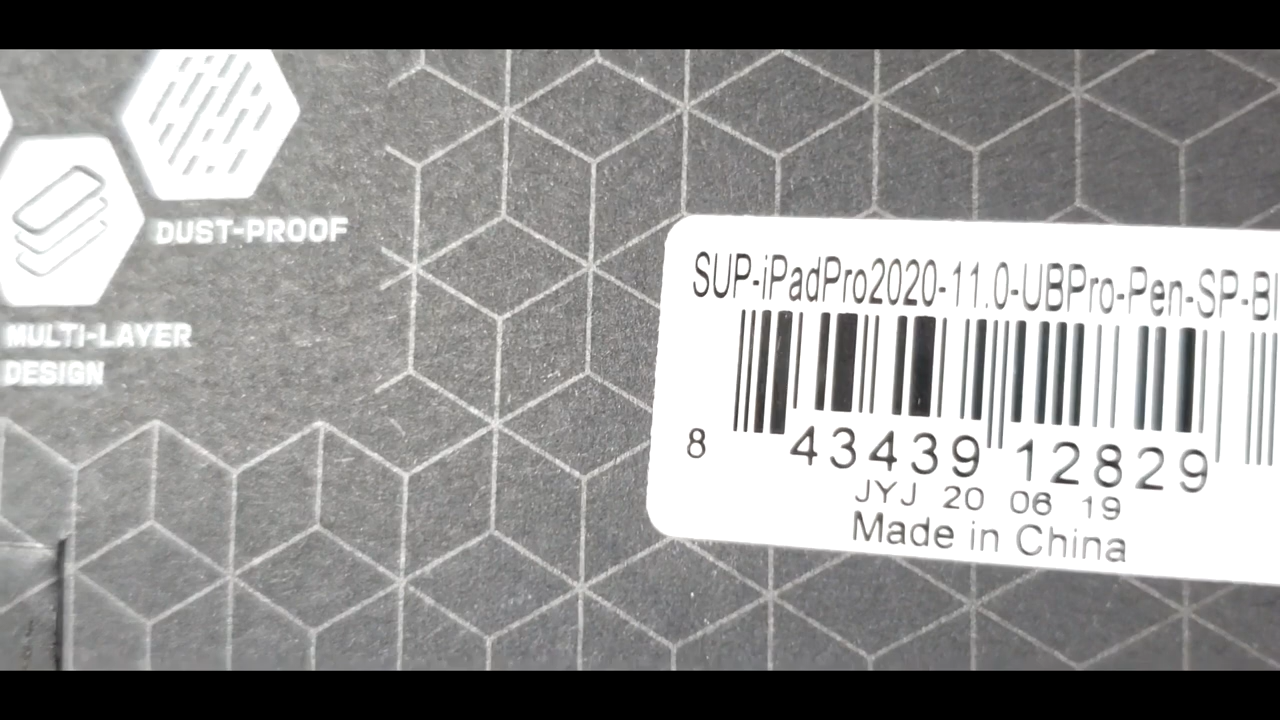 DUST-PROOF
MULTI-LAYER
DESIGN
SUP-iPadPro2020-11.0-UBPro-Pen-SP-Bl
8 43439 12829
JYJ 20 06 19
Made in China